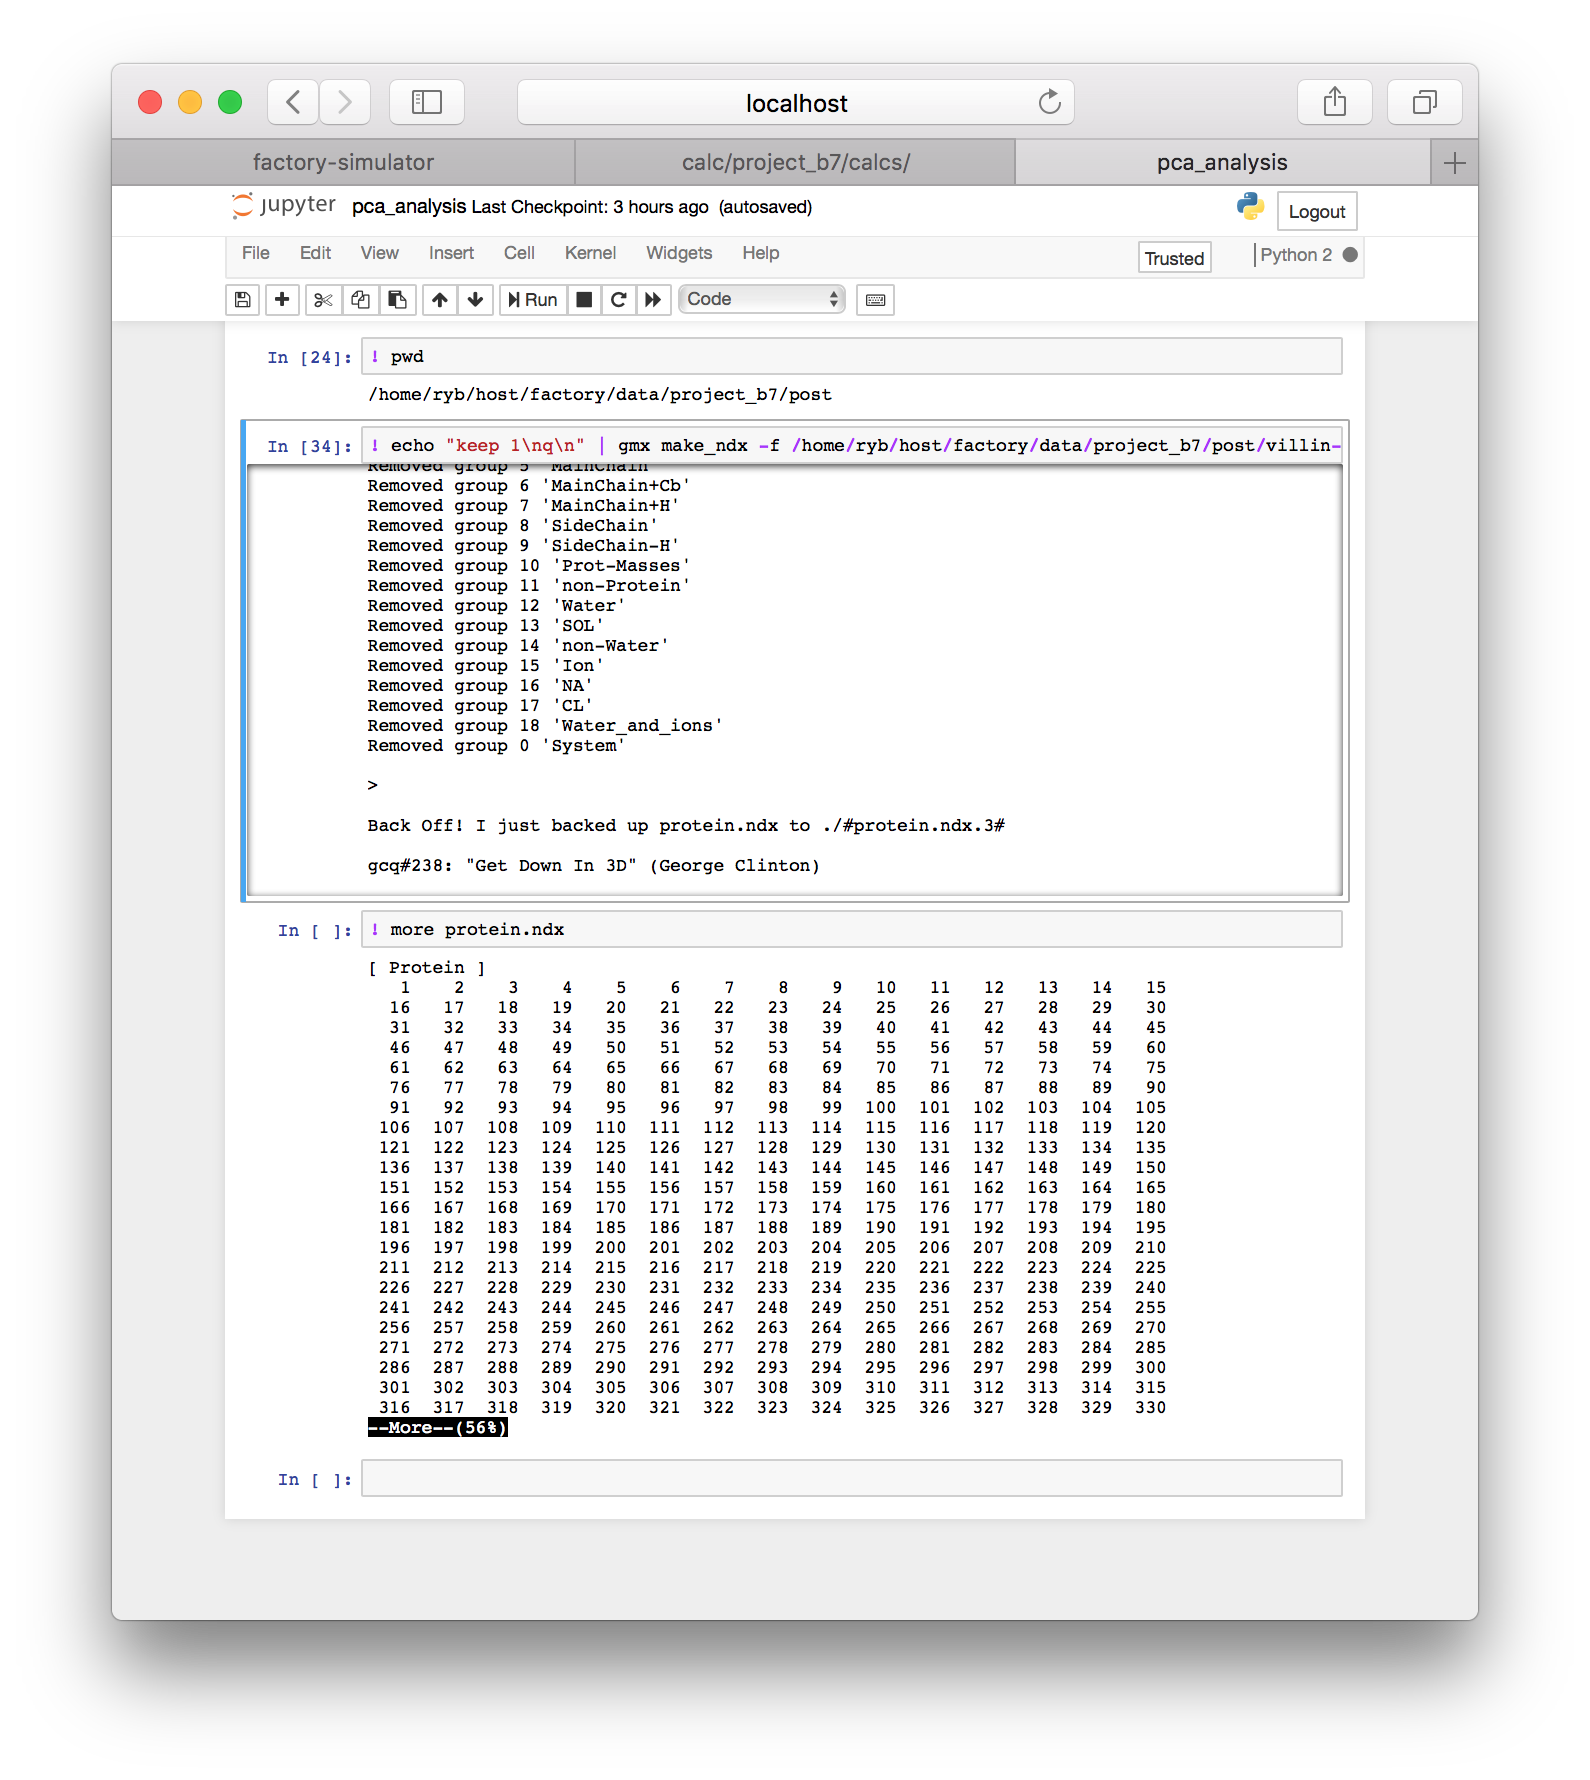 localhost
factory-simulator
calc/project_b7/calcs/
pca_analysis
jupyter pca_analysis Last Checkpoint: 3 hours ago (autosaved)
Logout
File Edit View Insert Cell Kernel Widgets Help
Trusted
Python 2
Run
Code
In [24]: ! pwd
/home/ryb/host/factory/data/project_b7/post
In [34]: ! echo "keep 1\nq\n" | gmx make_ndx -f /home/ryb/host/factory/data/project_b7/post/villin-
Removed group 5 'MainChain'
Removed group 6 'MainChain+Cb'
Removed group 7 'MainChain+H'
Removed group 8 'SideChain'
Removed group 9 'SideChain-H'
Removed group 10 'Prot-Masses'
Removed group 11 'non-Protein'
Removed group 12 'Water'
Removed group 13 'SOL'
Removed group 14 'non-Water'
Removed group 15 'Ion'
Removed group 16 'NA'
Removed group 17 'CL'
Removed group 18 'Water_and_ions'
Removed group 0 'System'
>
Back Off! I just backed up protein.ndx to ./#protein.ndx.3#
gcq#238: "Get Down In 3D" (George Clinton)
In [ ]: ! more protein.ndx
[ Protein ]
1 2 3 4 5 6 7 8 9 10 11 12 13 14 15
16 17 18 19 20 21 22 23 24 25 26 27 28 29 30
31 32 33 34 35 36 37 38 39 40 41 42 43 44 45
46 47 48 49 50 51 52 53 54 55 56 57 58 59 60
61 62 63 64 65 66 67 68 69 70 71 72 73 74 75
76 77 78 79 80 81 82 83 84 85 86 87 88 89 90
91 92 93 94 95 96 97 98 99 100 101 102 103 104 105
106 107 108 109 110 111 112 113 114 115 116 117 118 119 120
121 122 123 124 125 126 127 128 129 130 131 132 133 134 135
136 137 138 139 140 141 142 143 144 145 146 147 148 149 150
151 152 153 154 155 156 157 158 159 160 161 162 163 164 165
166 167 168 169 170 171 172 173 174 175 176 177 178 179 180
181 182 183 184 185 186 187 188 189 190 191 192 193 194 195
196 197 198 199 200 201 202 203 204 205 206 207 208 209 210
211 212 213 214 215 216 217 218 219 220 221 222 223 224 225
226 227 228 229 230 231 232 233 234 235 236 237 238 239 240
241 242 243 244 245 246 247 248 249 250 251 252 253 254 255
256 257 258 259 260 261 262 263 264 265 266 267 268 269 270
271 272 273 274 275 276 277 278 279 280 281 282 283 284 285
286 287 288 289 290 291 292 293 294 295 296 297 298 299 300
301 302 303 304 305 306 307 308 309 310 311 312 313 314 315
316 317 318 319 320 321 322 323 324 325 326 327 328 329 330
--More--(56%)
In [ ]: